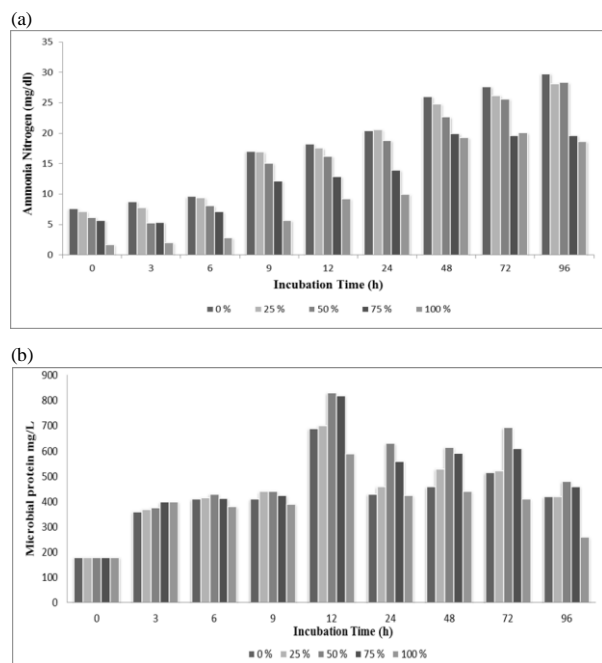 (a)
35
30
25
20
15
10
5
0
Ammonia Nitrogen (mg/dl)
0 3 6 9 12 24 48 72 96
Incubation Time (h)
0 % 25 % 50 % 75 % 100 %
(b)
900
800
700
600
500
400
300
200
100
0
Microbial protein mg/L
0 3 6 9 12 24 48 72 96
Incubation Time (h)
0 % 25 % 50 % 75 % 100 %